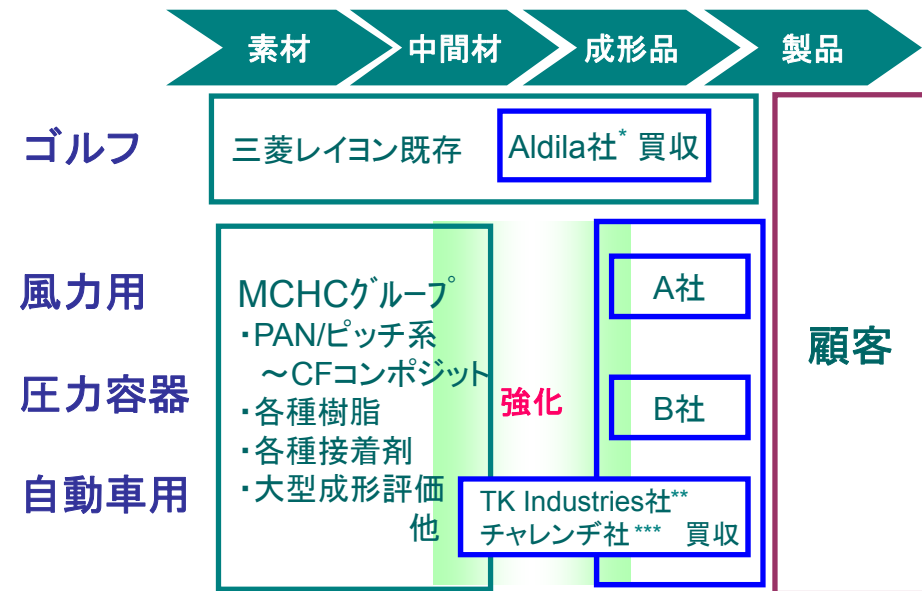 素材 中間材 成形品 製品
ゴルフ
三菱レイヨン既存
Aldila社* 買収
風力用
圧力容器
自動車用
MCHCグループ
・PAN/ピッチ系
～CFコンポジット
・各種樹脂
・各種接着剤
・大型成形評価
他
強化
A社
B社
TK Industries社**
チャレンヂ社*** 買収
顧客